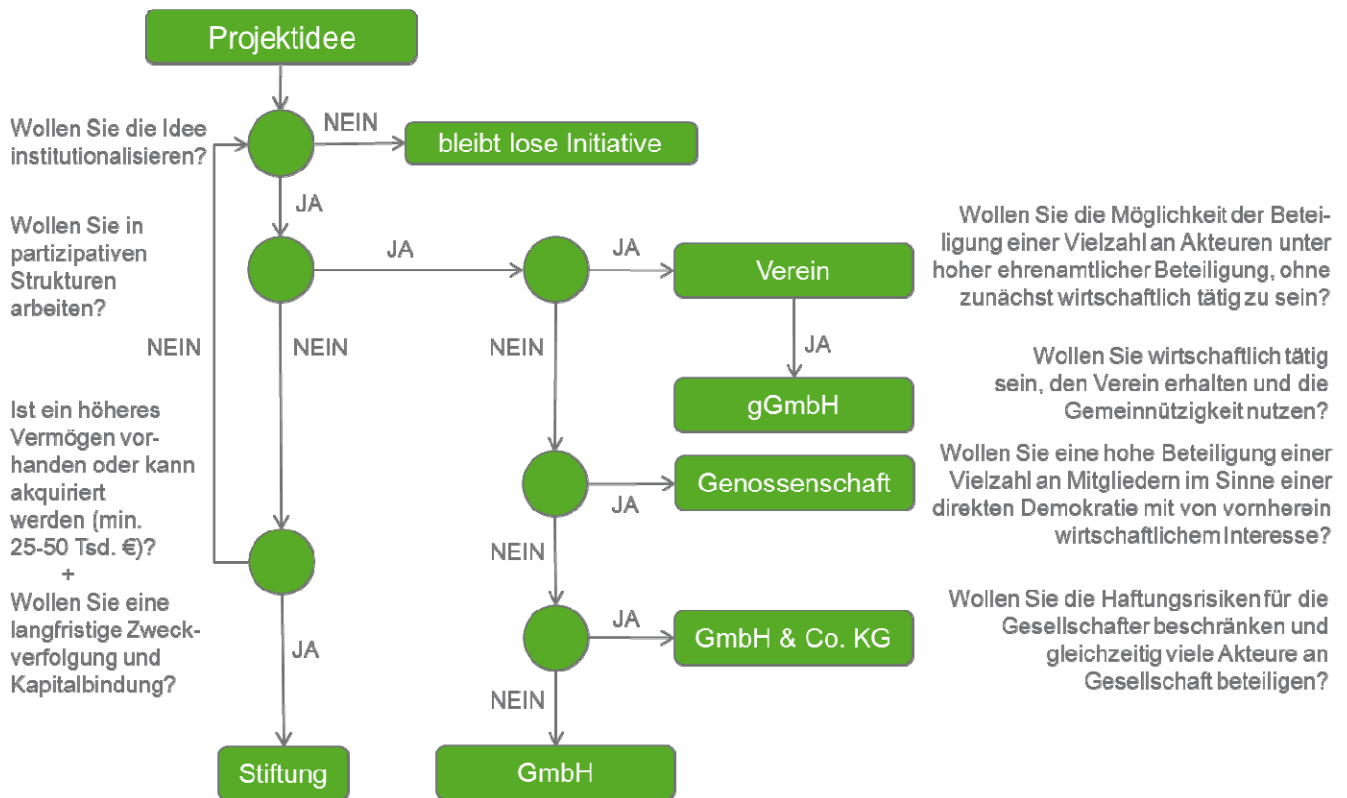 Projektidee
Wollen Sie die Idee
institutionalisieren?
NEIN
bleibt lose Initiative
JA
Wollen Sie in
partizipativen
Strukturen
arbeiten?
JA
JA
Verein
Wollen Sie die Möglichkeit der Betei-
ligung einer Vielzahl an Akteuren unter
hoher ehrenamtlicher Beteiligung, ohne
zunächst wirtschaftlich tätig zu sein?
NEIN
NEIN
NEIN
JA
gGmbH
Wollen Sie wirtschaftlich tätig
sein, den Verein erhalten und die
Gemeinnützigkeit nutzen?
Ist ein höheres
Vermögen vor-
handen oder kann
akquiriert
werden (min.
25-50 Tsd. €)?
+
Wollen Sie eine
langfristige Zweck-
verfolgung und
Kapitalbindung?
Genossenschaft
JA
Wollen Sie eine hohe Beteiligung einer
Vielzahl an Mitgliedern im Sinne einer
direkten Demokratie mit von vornherein
wirtschaftlichem Interesse?
NEIN
JA
GmbH & Co. KG
Wollen Sie die Haftungsrisiken für die
Gesellschafter beschränken und
gleichzeitig viele Akteure an
Gesellschaft beteiligen?
JA
NEIN
Stiftung
GmbH